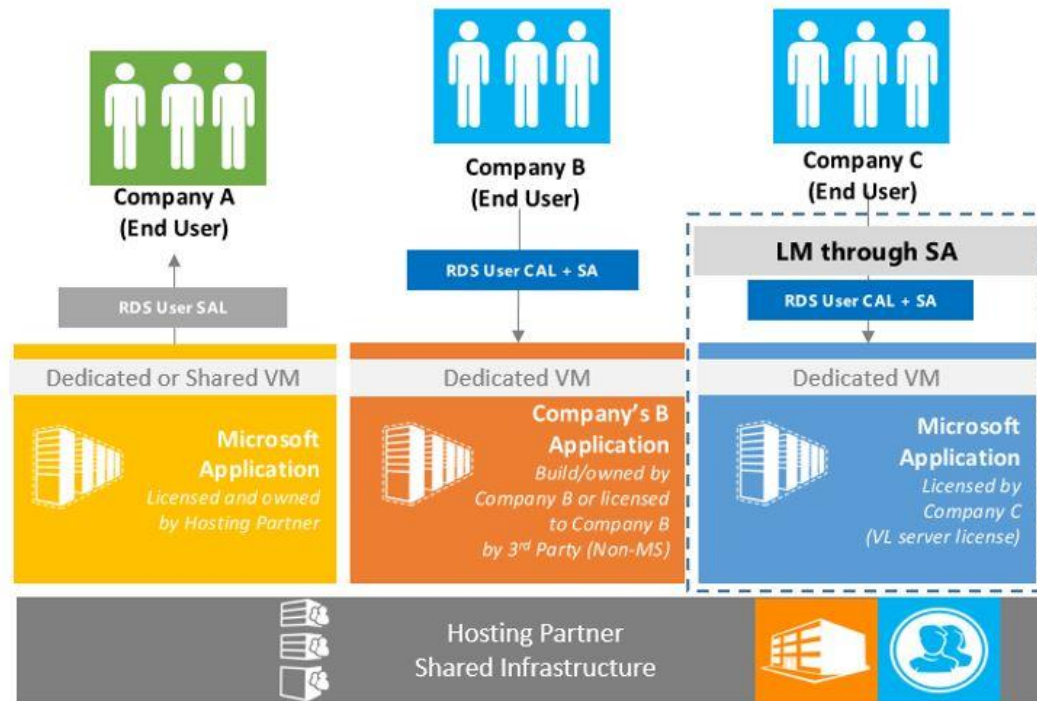 Company A
(End User)
RDS User SAL
Dedicated or Shared VM
Microsoft
Application
Licensed and owned
by Hosting Partner
Company B
(End User)
RDS User CAL + SA
Dedicated VM
Company's B
Application
Build/owned by
Company B or licensed
to Company B
by 3rd Party (Non-MS)
Company C
(End User)
LM through SA
RDS User CAL + SA
Dedicated VM
Microsoft
Application
Licensed by
Company C
(VL server license)
Hosting Partner
Shared Infrastructure